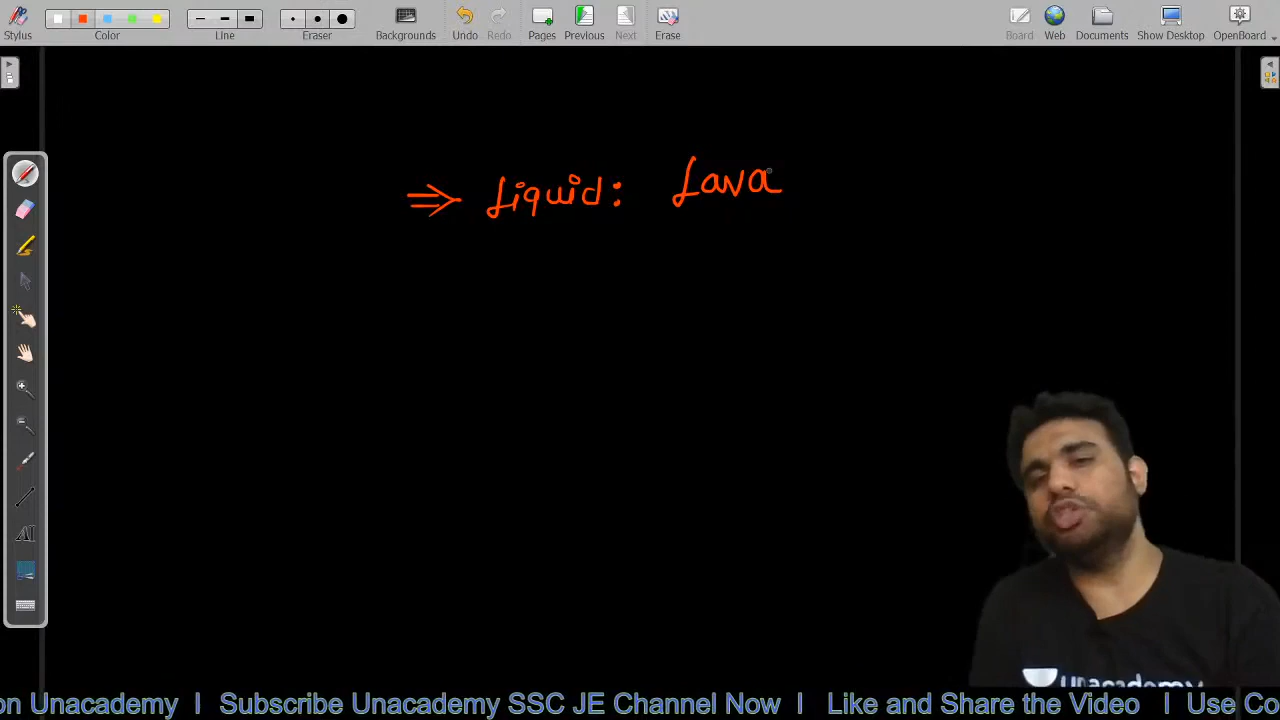 Stylus
Color
Line
Eraser
Backgrounds
Undo
Redo
Pages
Previous
Next
Erase
Board
Web
Documents
Show Desktop
OpenBoard
⇒ Liquid: Lava
unacademy
on Unacademy I Subscribe Unacademy SSC JE Channel Now I Like and Share the Video I Use Co